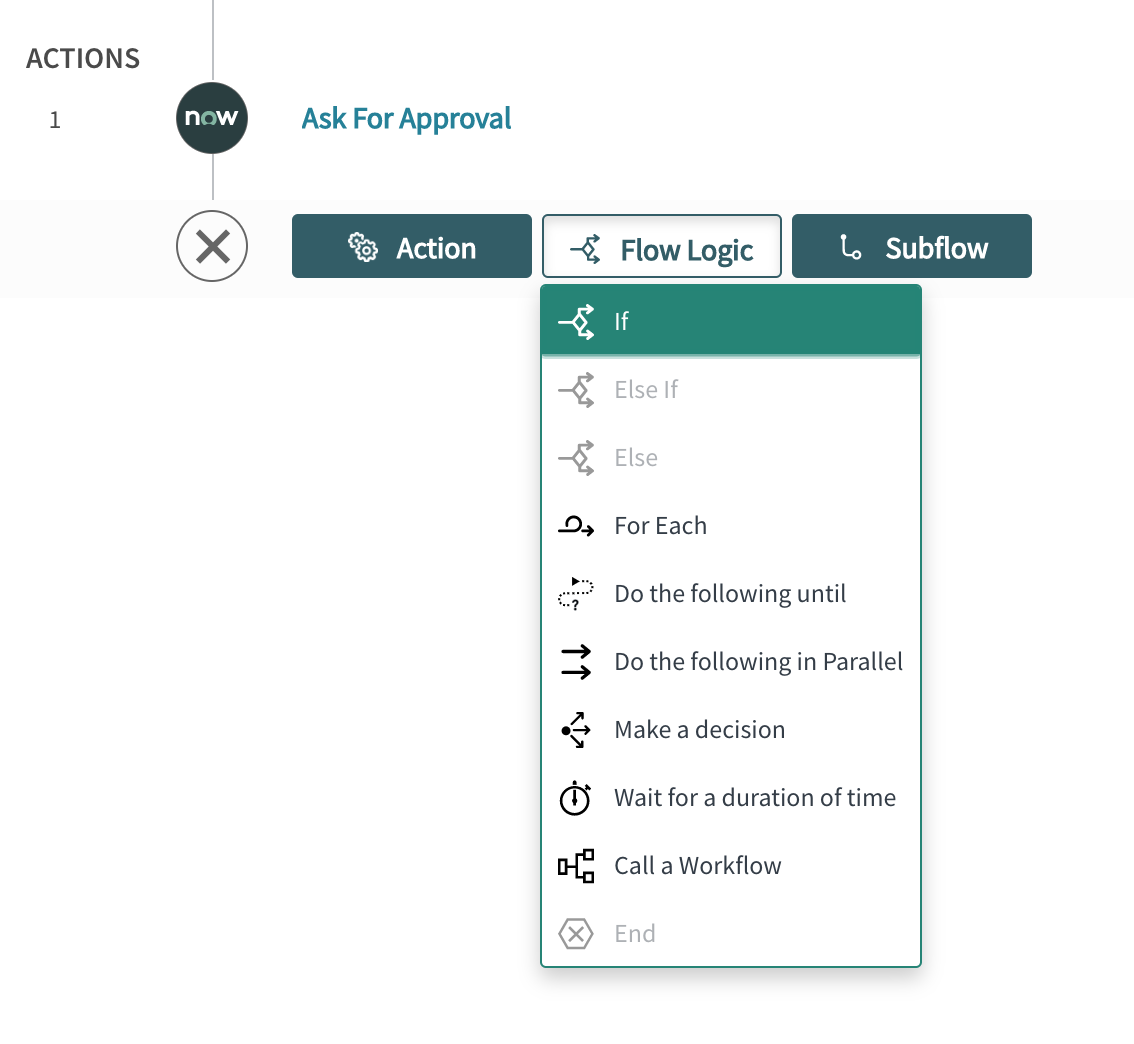 ACTIONS
1
now
Ask For Approval
Action
Flow Logic
Subflow
If
Else If
Else
For Each
Do the following until
?
Do the following in Parallel
Make a decision
Wait for a duration of time
Call a Workflow
End